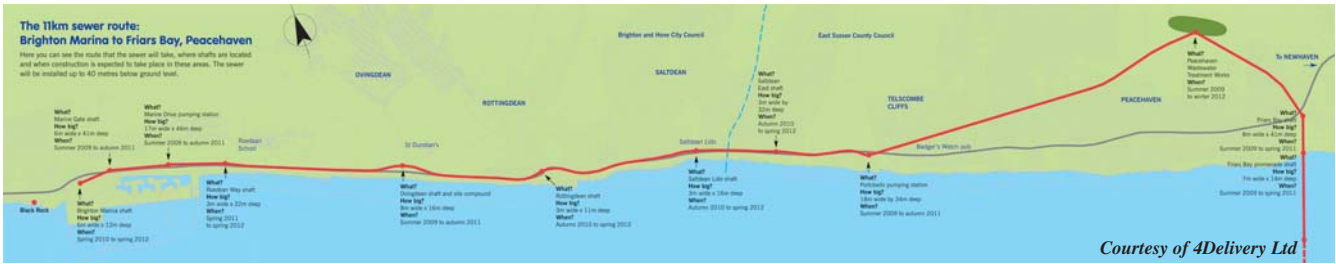 The 11km sewer route:
Brighton Marina to Friars Bay, Peacehaven
Here you can see the route that the sewer will take, where shafts are located
and when construction is expected to take place in these areas. The sewer
will be installed up to 40 metres below ground level.
Brighton and Hove City Council
East Sussex County Council
To NEWHAVEN
OVINGDEAN
ROTTINGDEAN
SALTDEAN
TELSCOMBE
CLIFFS
PEACEHAVEN
What?
Peacehaven
Wastewater
Treatment Works
When?
Summer 2009
to winter 2012
What?
Marine Gate shaft
How big?
6m wide x 41m deep
When?
Summer 2009 to autumn 2011
What?
Marine Drive pumping station
How big?
17m wide x 46m deep
When?
Summer 2009 to autumn 2011
Roedean
School
St Dunstan's
Saltdean Lido
What?
Saltdean
East shaft
How big?
3m wide by
32m deep
When?
Autumn 2010
to spring 2012
Badger's Watch pub
What?
Friars Bay shaft
How big?
8m wide x 41m deep
When?
Summer 2009 to spring 2011
What?
Friars Bay promenade shaft
How big?
7m wide x 14m deep
When?
Summer 2009 to spring 2011
Black Rock
What?
Brighton Marina shaft
How big?
6m wide x 12m deep
When?
Spring 2010 to spring 2012
What?
Roedean Way shaft
How big?
3m wide x 22m deep
When?
Spring 2011
to spring 2012
What?
Ovingdean shaft and site compound
How big?
8m wide x 16m deep
When?
Summer 2009 to autumn 2011
What?
Rottingdean shaft
How big?
3m wide x 11m deep
When?
Autumn 2010 to spring 2013
What?
Saltdean Lido shaft
How big?
3m wide x 16m deep
When?
Autumn 2010 to spring 2013
What?
Portobello pumping station
How big?
18m wide by 34m deep
When?
Summer 2009 to autumn 2011
Courtesy of 4Delivery Ltd